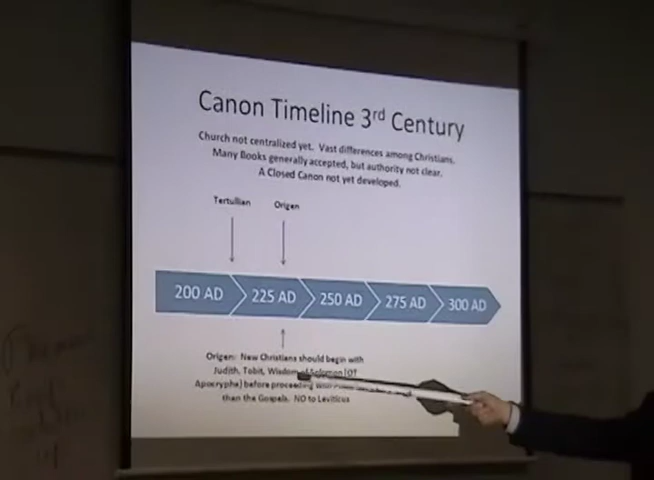 Canon Timeline 3rd Century
Church not centralized yet. Vast differences among Christians.
Many Books generally accepted, but authority not clear.
A Closed Canon not yet developed.
Tertullian
Origen
200 AD
225 AD
250 AD
275 AD
300 AD
Origen: New Christians should begin with
Judith, Tobit, Wisdom of Solomon (OT
Apocryphe) before proceeding
than the Gospels. NO to Leviticus